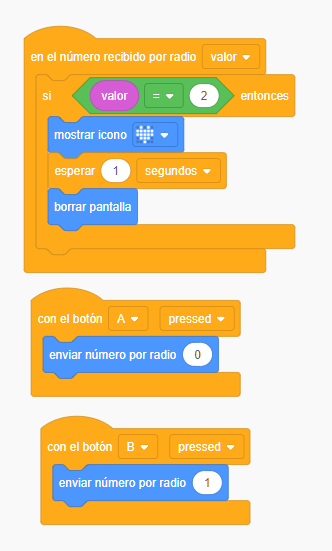 en el número recibido por radio valor
si valor = 2 entonces
mostrar icono
esperar 1 segundos
borrar pantalla
con el botón A pressed
enviar número por radio 0
con el botón B pressed
enviar número por radio 1